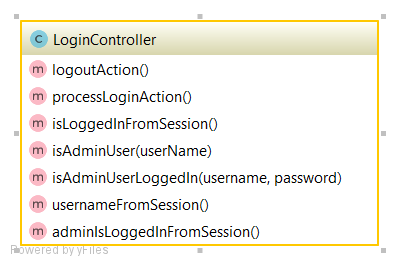 C LoginController
m logoutAction()
m processLoginAction()
m isLoggedInFromSession()
m isAdminUser(userName)
m isAdminUserLoggedIn(username, password)
m usernameFromSession()
m adminIsLoggedInFromSession()
Powered by yFiles